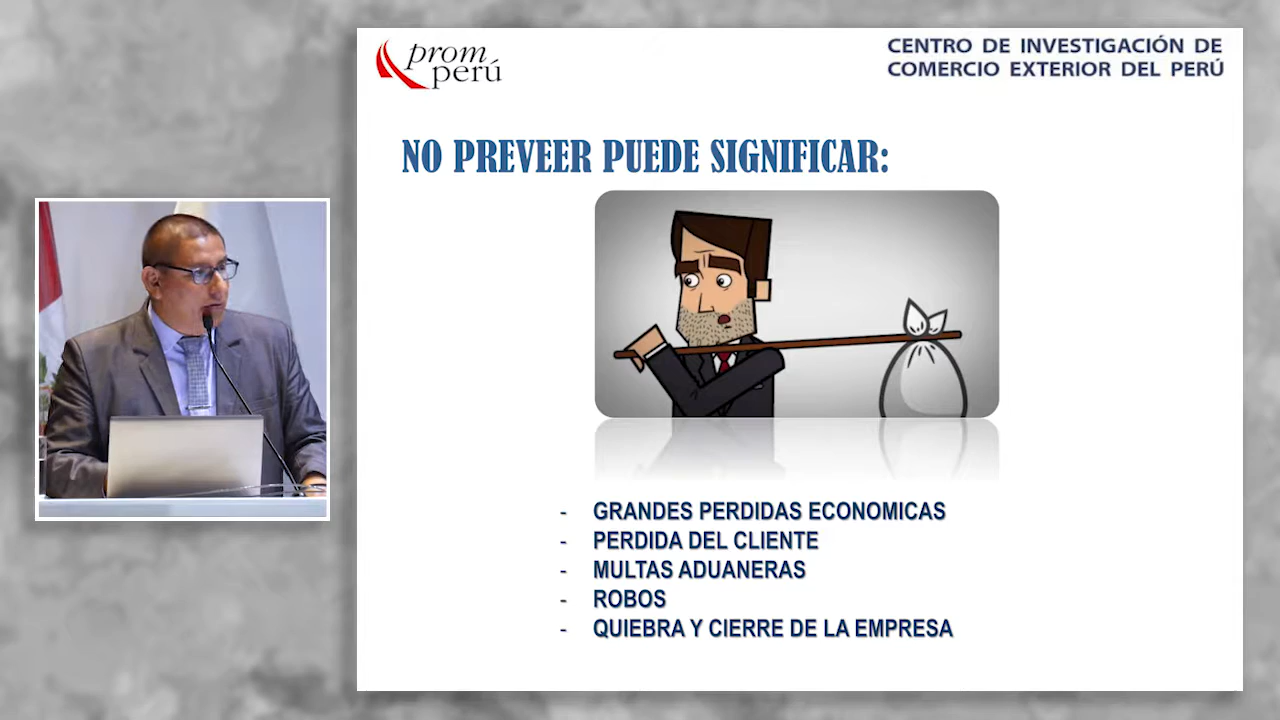 prom
perú
CENTRO DE INVESTIGACIÓN DE
COMERCIO EXTERIOR DEL PERÚ
NO PREVEER PUEDE SIGNIFICAR:
- GRANDES PERDIDAS ECONOMICAS
- PERDIDA DEL CLIENTE
- MULTAS ADUANERAS
- ROBOS
- QUIEBRA Y CIERRE DE LA EMPRESA